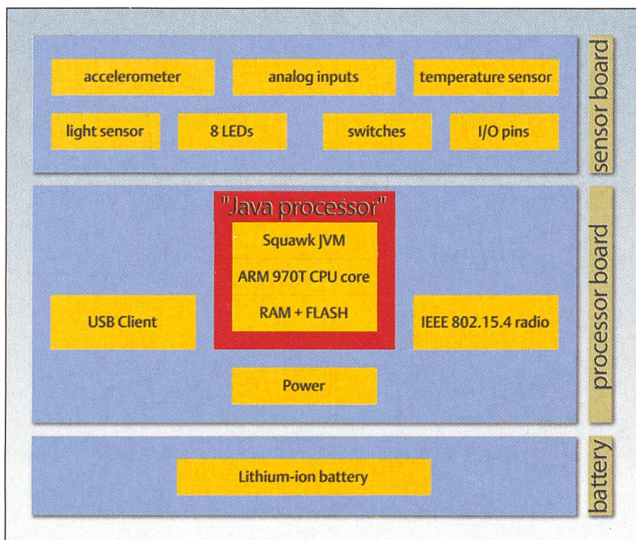 accelerometer
analog inputs
temperature sensor
light sensor
8 LEDs
switches
I/O pins
sensor board
"Java processor"
Squawk JVM
ARM 970T CPU core
RAM + FLASH
USB Client
IEEE 802.15.4 radio
Power
processor board
Lithium-ion battery
battery